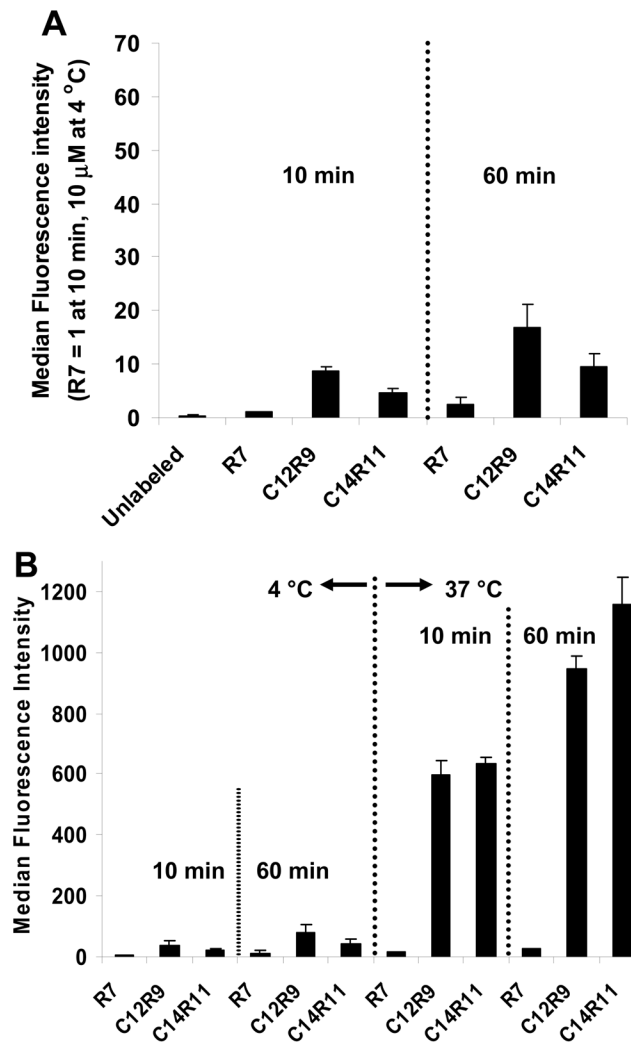 A
Median Fluorescence intensity
(R7 = 1 at 10 min, 10 μM at 4 °C)
70
60
50
40
30
20
10
0
10 min
60 min
Unlabeled
R7
C12R9
C14R11
R7
C12R9
C14R11
B
Median Fluorescence Intensity
1200
1000
800
600
400
200
0
4 °C
37 °C
10 min
60 min
10 min
60 min
R7
C12R9
C14R11
R7
C12R9
C14R11
R7
C12R9
C14R11
R7
C12R9
C14R11